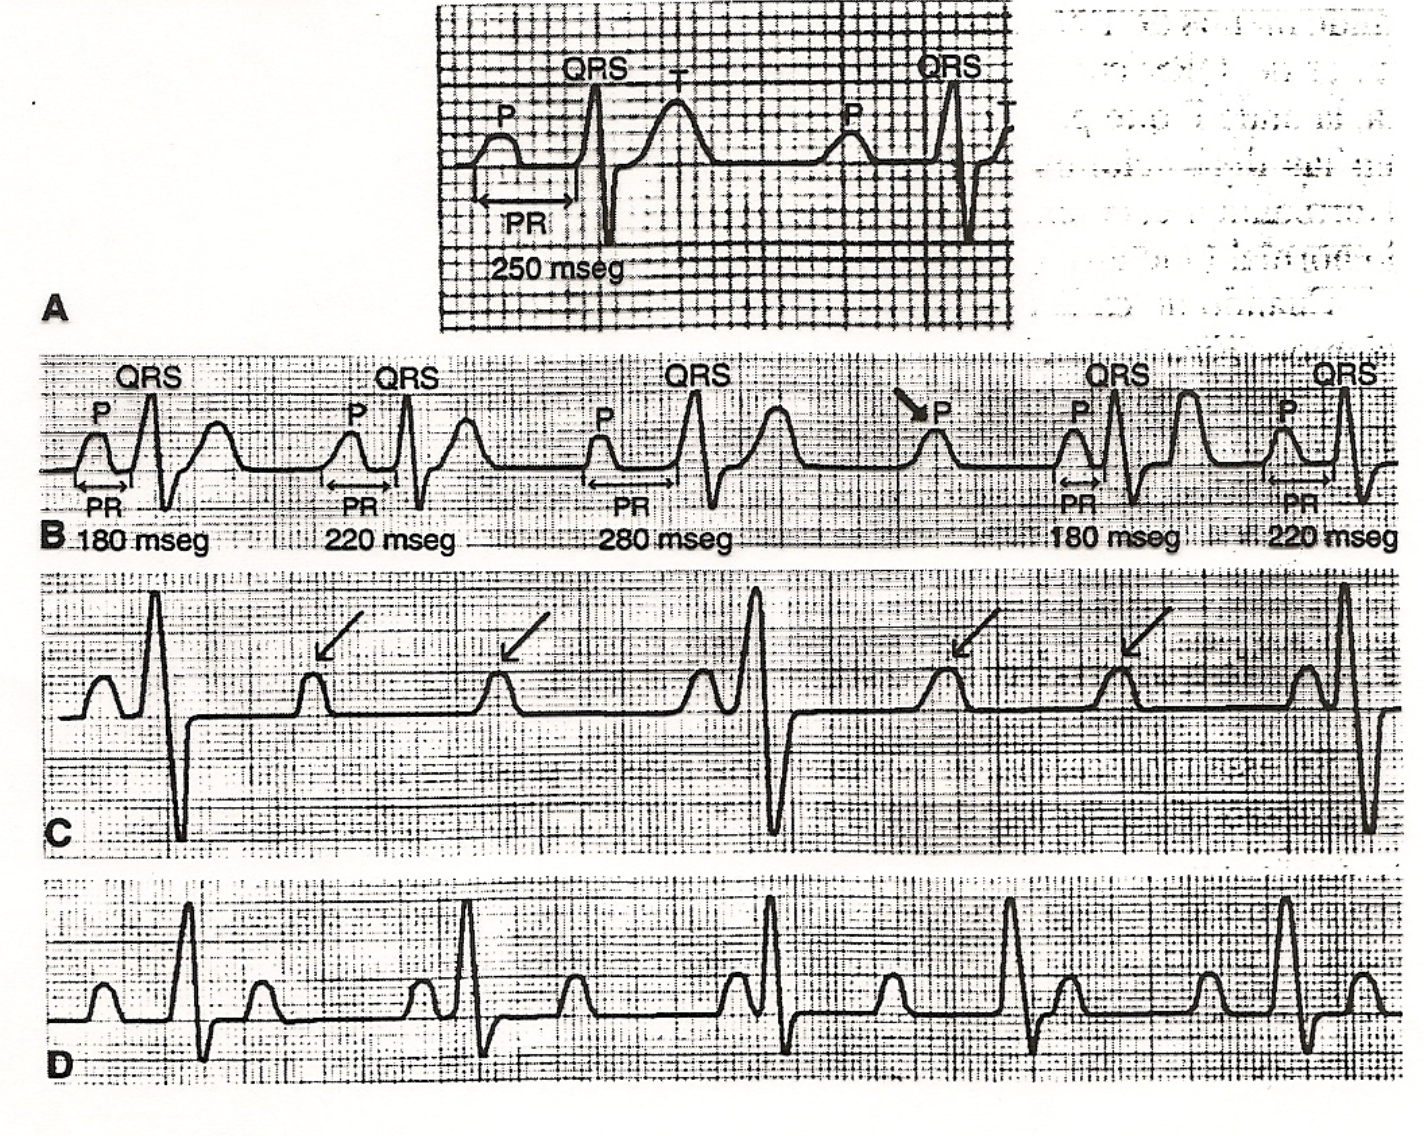 QRS T QRS
P P T
PR
250 mseg
A
QRS QRS QRS QRS QRS
P P P P P P
PR PR PR PR PR
B 180 mseg 220 mseg 280 mseg 180 mseg 220 mseg
C
D